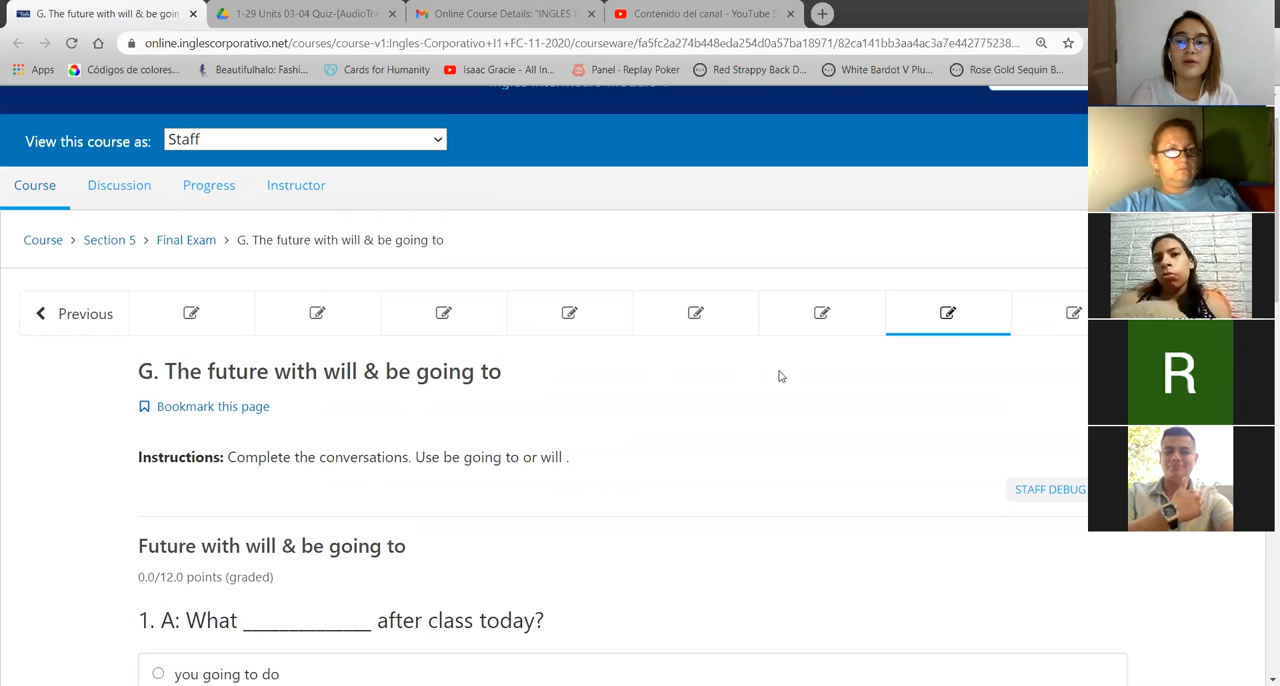 G. The future with will & be goin
1-29 Units 03-04 Quiz-[AudioTra
Online Course Details: "INGLES I
Contenido del canal - YouTube S
online.inglescorporativo.net/courses/course-v1:Ingles-Corporativo+I1+FC-11-2020/courseware/fa5fc2a274b448eda254d0a57ba18971/82ca141bb3aa4ac3a7e442775238...
Apps
Códigos de colores...
Beautifulhalo: Fashi...
Cards for Humanity
Isaac Gracie - All In...
Panel · Replay Poker
Red Strappy Back D...
White Bardot V Plu...
Rose Gold Sequin B...
View this course as:
Staff
Course
Discussion
Progress
Instructor
Course > Section 5 > Final Exam > G. The future with will & be going to
Previous
G. The future with will & be going to
Bookmark this page
Instructions: Complete the conversations. Use be going to or will .
STAFF DEBUG
Future with will & be going to
0.0/12.0 points (graded)
1. A: What ______________ after class today?
you going to do
R